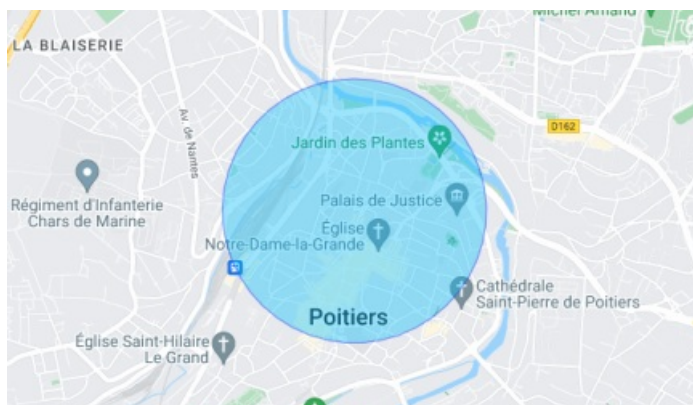 Michel Amand
LA BLAISERIE
Av. de Nantes
D162
Jardin des Plantes
Régiment d'Infanterie
Chars de Marine
Palais de Justice
Église
Notre-Dame-la-Grande
Cathédrale
Saint-Pierre de Poitiers
Poitiers
Église Saint-Hilaire
Le Grand